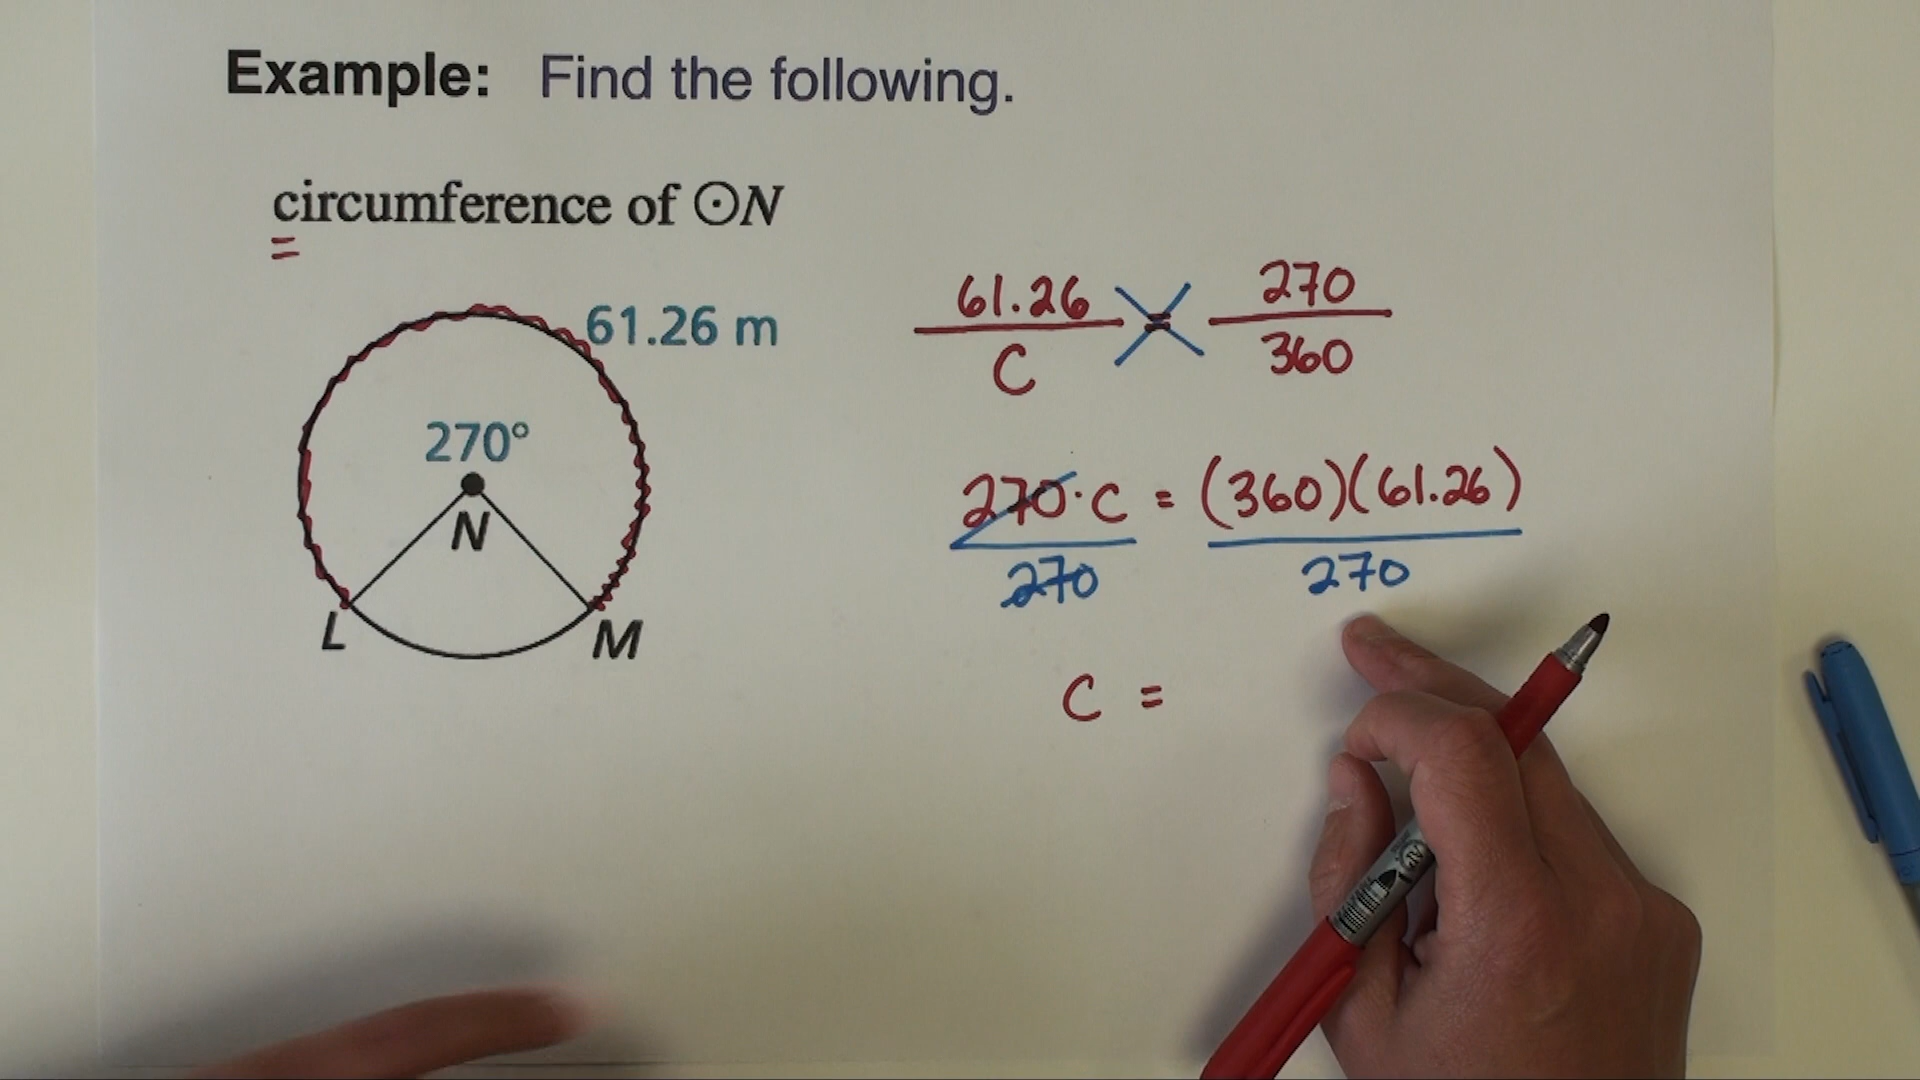 Example: Find the following.
circumference of ⊙N
61.26 m
270°
N
L
M
61.26 = 270
C 360
270·C = (360)(61.26)
270 270
C =